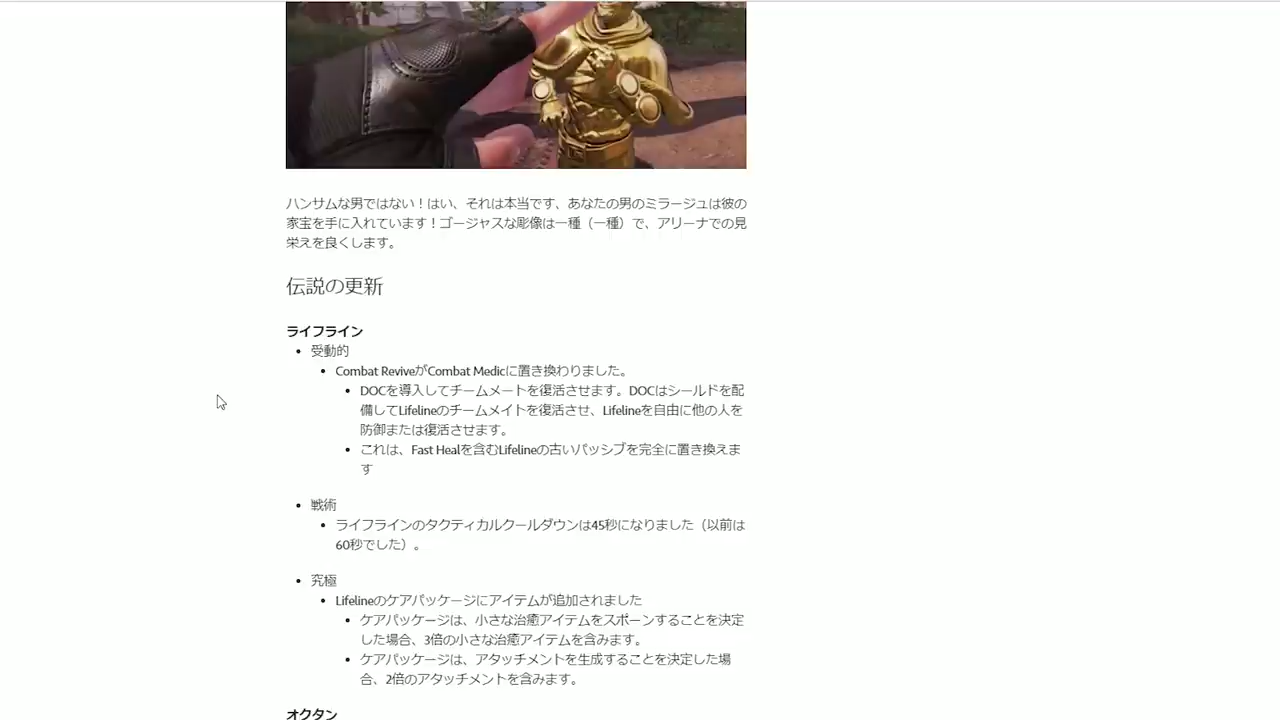 ハンサムな男ではない！はい、それは本当です、あなたの男のミラージュは彼の
家宝を手に入れています！ゴージャスな彫像は一種（一種）で、アリーナでの見
栄えを良くします。
伝説の更新
ライフライン
受動的
Combat ReviveがCombat Medicに置き換わりました。
DOCを導入してチームメートを復活させます。DOCはシールドを配
備してLifelineのチームメイトを復活させ、Lifelineを自由に他の人を
防御または復活させます。
これは、Fast Healを含むLifelineの古いパッシブを完全に置き換えま
す
戦術
ライフラインのタクティカルクールダウンは45秒になりました（以前は
60秒でした）。
究極
Lifelineのケアパッケージにアイテムが追加されました
ケアパッケージは、小さな治癒アイテムをスポーンすることを決定
した場合、3倍の小さな治癒アイテムを含みます。
ケアパッケージは、アタッチメントを生成することを決定した場
合、2倍のアタッチメントを含みます。
オクタン